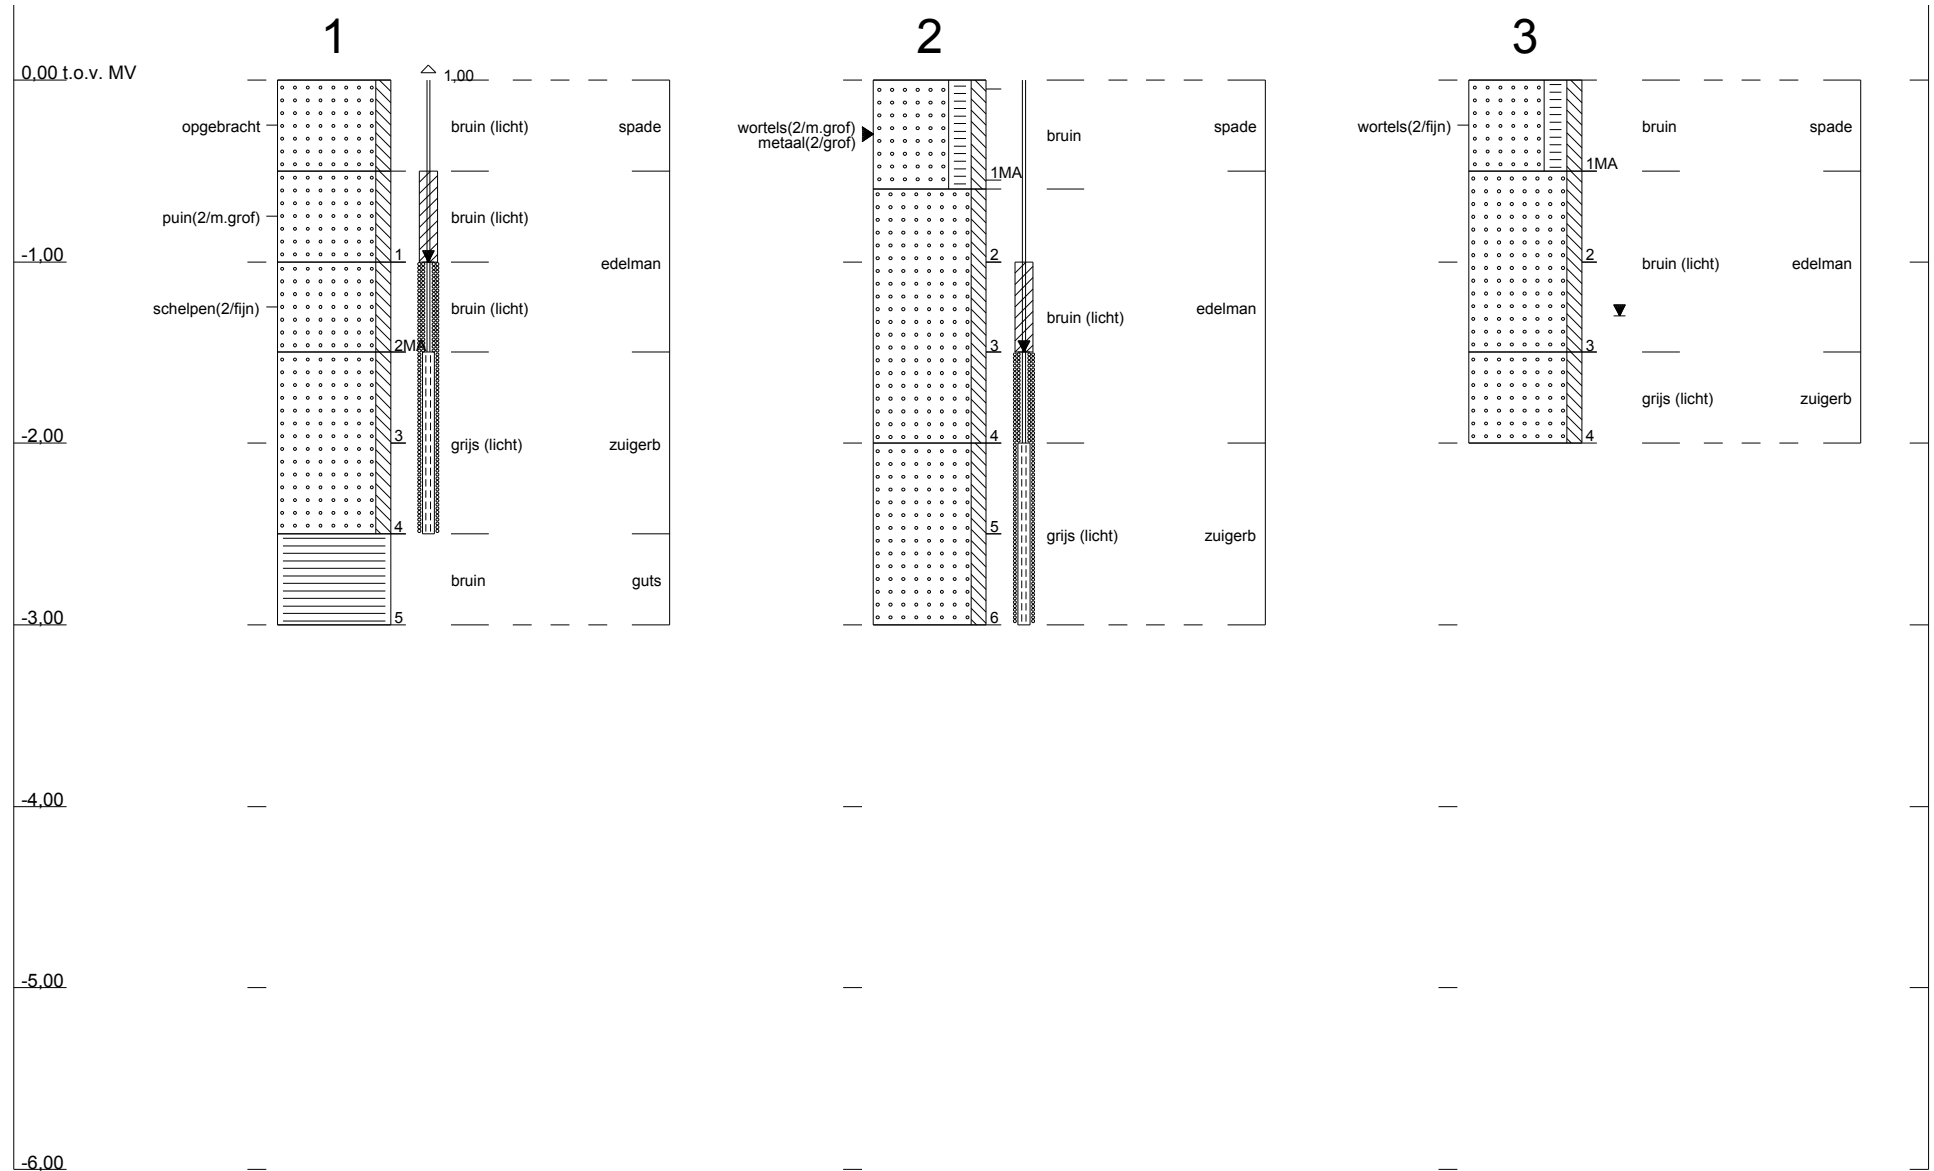 1
2
3
0,00 t.o.v. MV
-1,00
-2,00
-3,00
-4,00
-5,00
-6,00
1,00
opgebracht
bruin (licht)
spade
puin(2/m.grof)
bruin (licht)
1
edelman
schelpen(2/fijn)
bruin (licht)
2MA
3
grijs (licht)
zuigerb
4
bruin
guts
5
wortels(2/m.grof)
metaal(2/grof)
bruin
spade
1MA
2
bruin (licht)
edelman
3
4
5
grijs (licht)
zuigerb
6
wortels(2/fijn)
bruin
spade
1MA
2
bruin (licht)
edelman
3
grijs (licht)
zuigerb
4